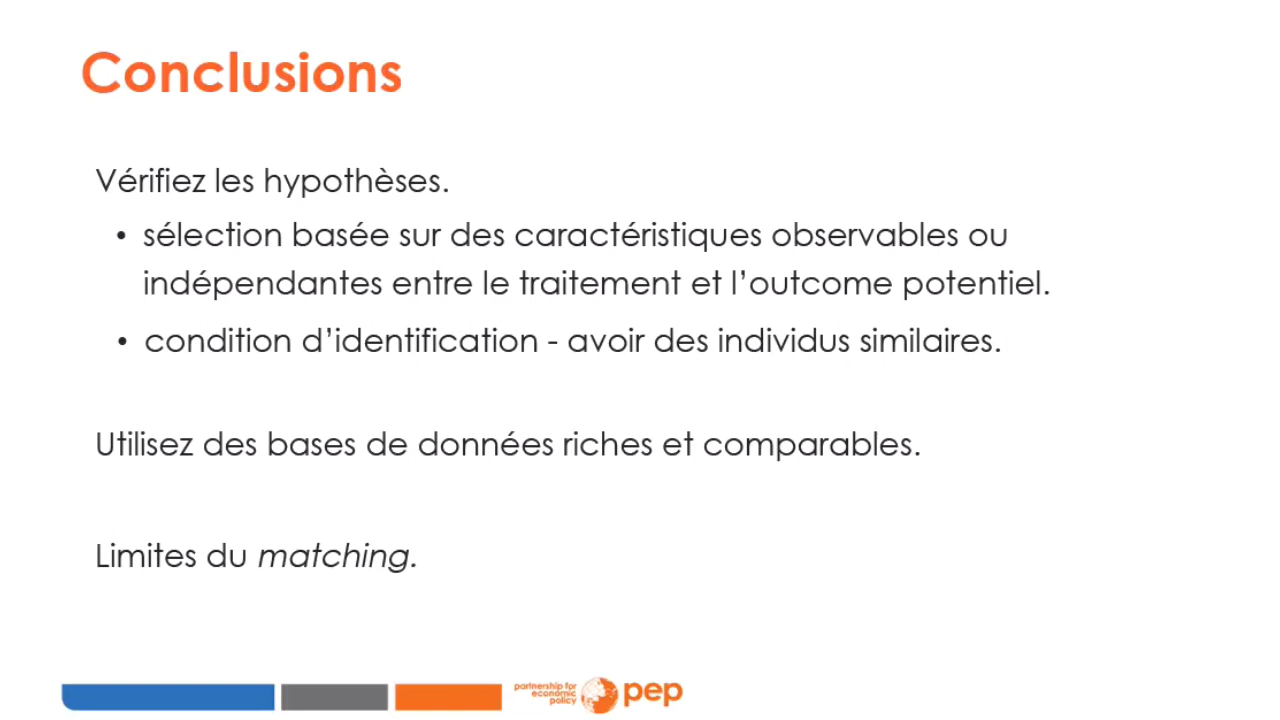 Conclusions
Vérifiez les hypothèses.
• sélection basée sur des caractéristiques observables ou
indépendantes entre le traitement et l’outcome potentiel.
• condition d’identification - avoir des individus similaires.
Utilisez des bases de données riches et comparables.
Limites du matching.
partnership for
economic
policy
pep